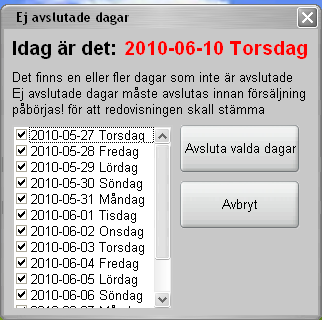 Ej avslutade dagar
Idag är det: 2010-06-10 Torsdag
Det finns en eller fler dagar som inte är avslutade
Ej avslutade dagar måste avslutas innan försäljning
påbörjas! för att redovisningen skall stämma
2010-05-27 Torsdag
2010-05-28 Fredag
2010-05-29 Lördag
2010-05-30 Söndag
2010-05-31 Måndag
2010-06-01 Tisdag
2010-06-02 Onsdag
2010-06-03 Torsdag
2010-06-04 Fredag
2010-06-05 Lördag
2010-06-06 Söndag
Avsluta valda dagar
Avbryt